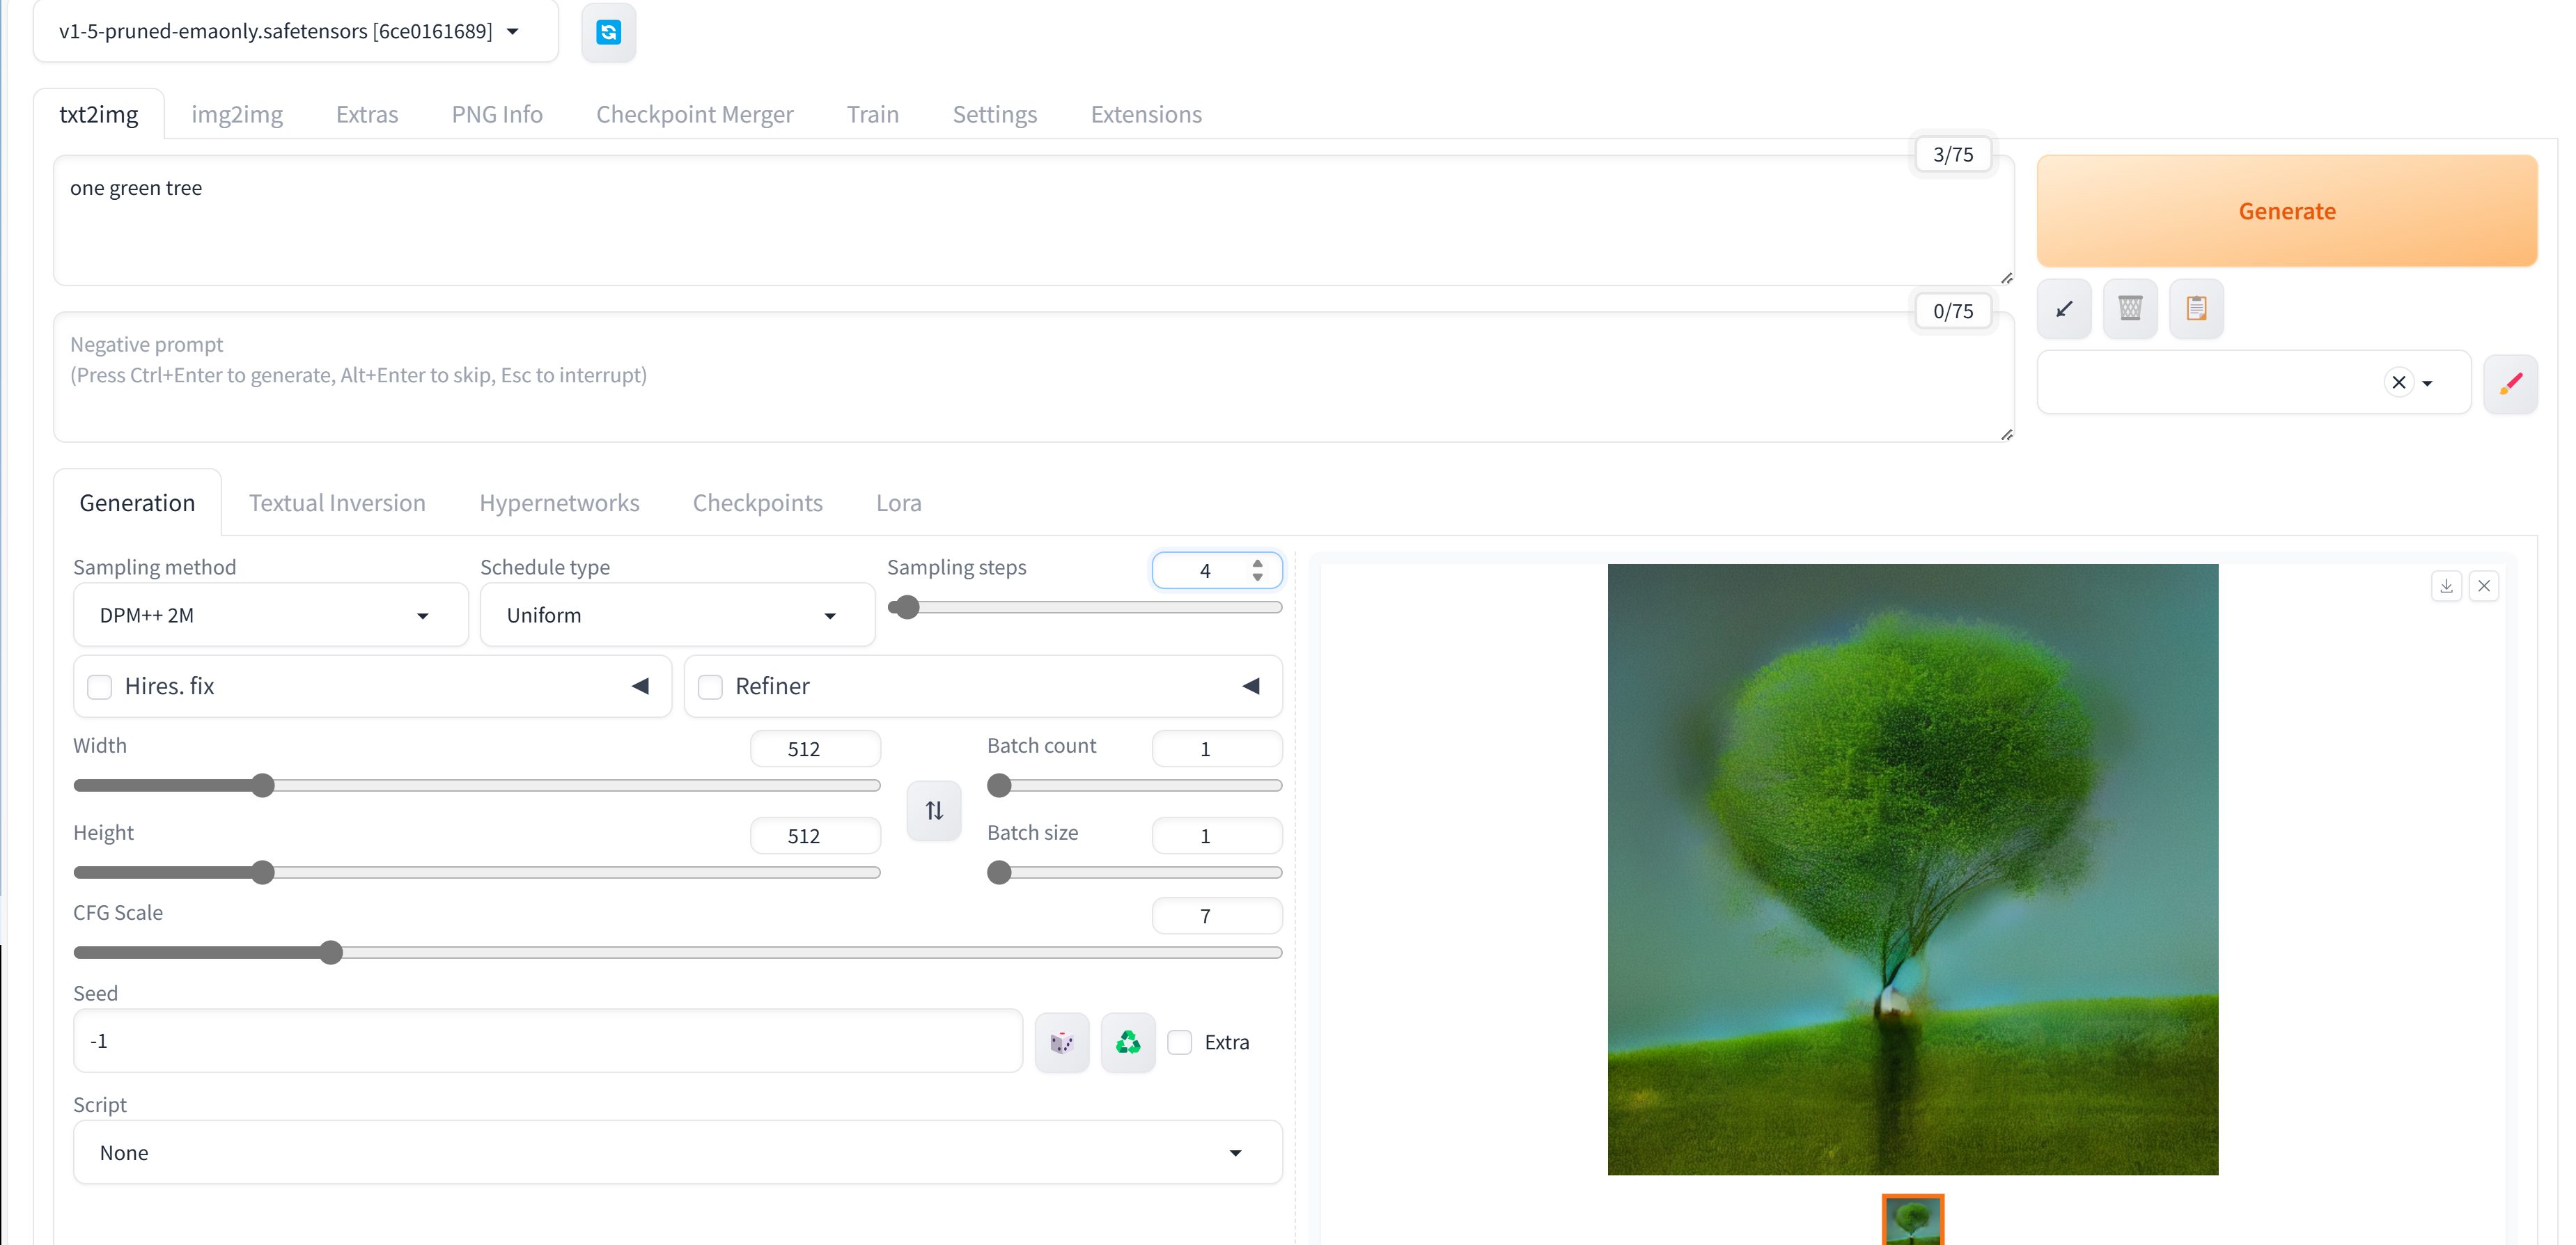 v1-5-pruned-emaonly.safetensors [6ce0161689]
txt2img img2img Extras PNG Info Checkpoint Merger Train Settings Extensions
3/75
one green tree
Generate
0/75
Negative prompt
(Press Ctrl+Enter to generate, Alt+Enter to skip, Esc to interrupt)
Generation Textual Inversion Hypernetworks Checkpoints Lora
Sampling method Schedule type Sampling steps 4
DPM++ 2M Uniform
Hires. fix Refiner
Width 512 Batch count 1
Height 512 Batch size 1
CFG Scale 7
Seed
-1 Extra
Script
None